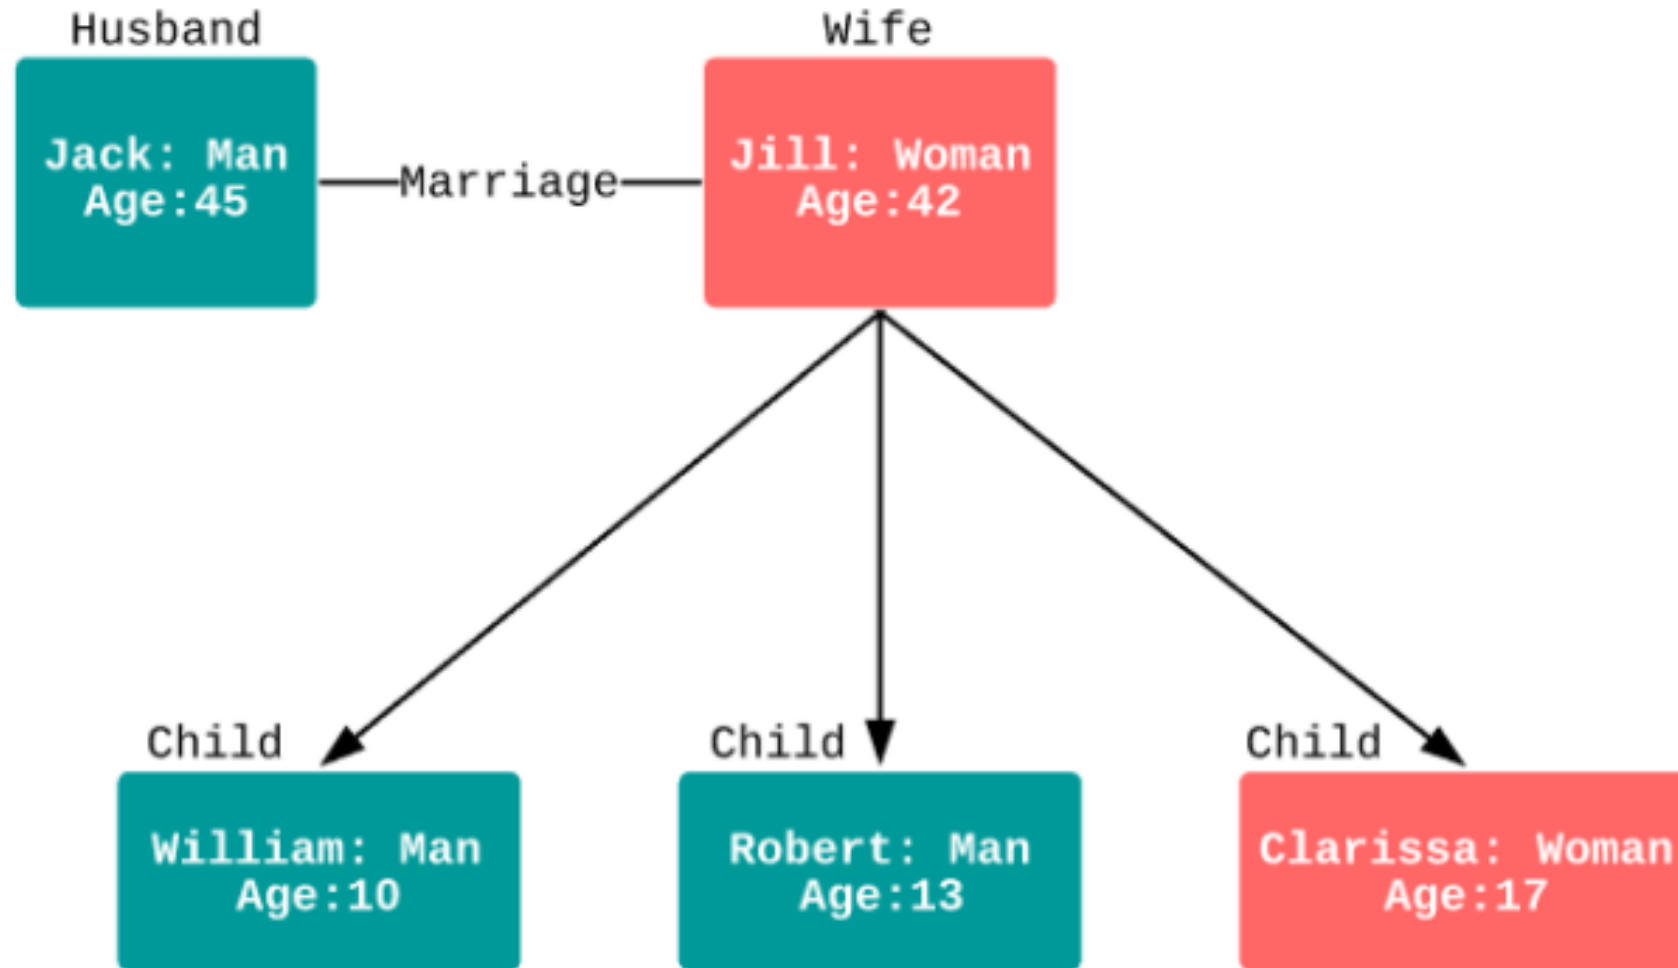 Husband
Wife
Jack: Man
Age:45
Marriage
Jill: Woman
Age:42
Child
Child
Child
William: Man
Age:10
Robert: Man
Age:13
Clarissa: Woman
Age:17